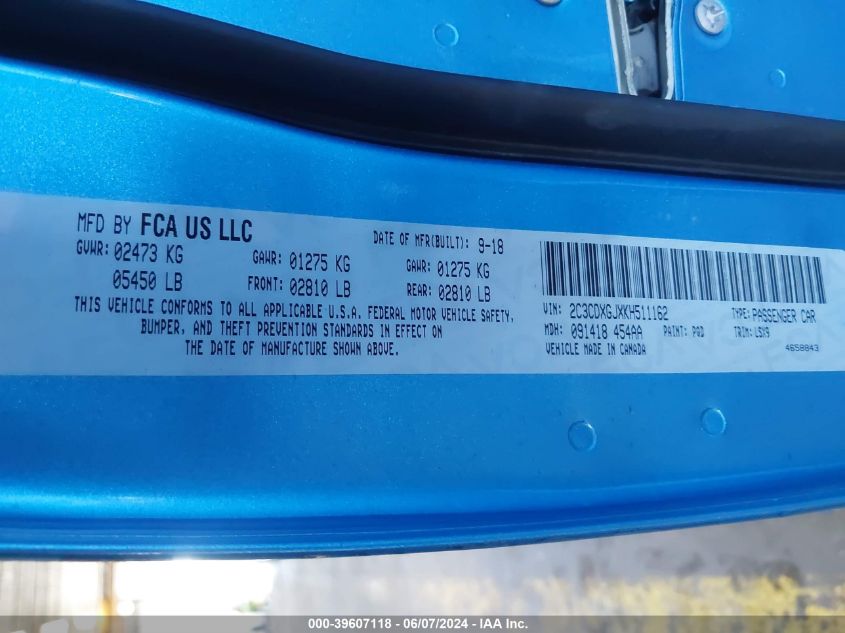 MFD BY FCA US LLC
DATE OF MFR(BUILT): 9-18
GVWR: 02473 KG
GAWR: 01275 KG
GAWR: 01275 KG
05450 LB
FRONT: 02810 LB
REAR: 02810 LB
THIS VEHICLE CONFORMS TO ALL APPLICABLE U.S.A. FEDERAL MOTOR VEHICLE SAFETY,
BUMPER, AND THEFT PREVENTION STANDARDS IN EFFECT ON
THE DATE OF MANUFACTURE SHOWN ABOVE.
VIN: 2C3CDXGJXKH511162
TYPE: PASSENGER CAR
MDH: 091418 454AA
PAINT: PQD
TRIM: LSX9
VEHICLE MADE IN CANADA
4658843
000-39607118 - 06/07/2024 - IAA Inc.